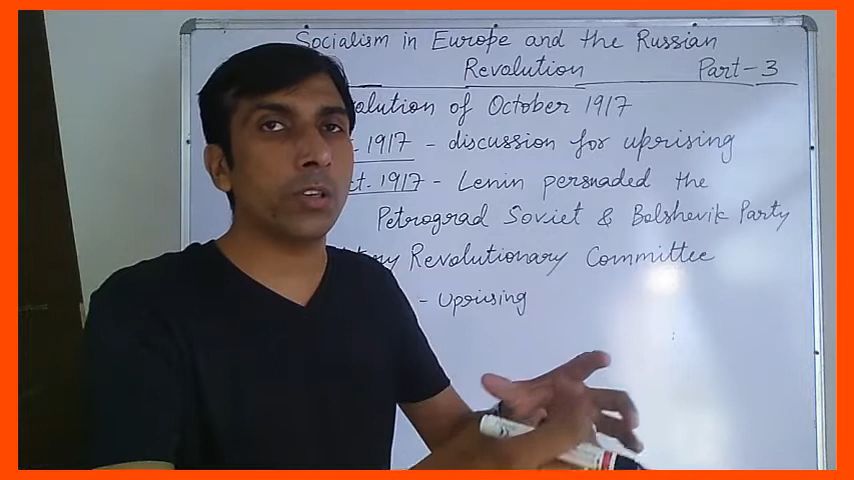 Socialism in Europe and the Russian
Revolution Part-3
of October 1917
1917 - discussion for uprising
1917 - Lenin persuaded the
Petrograd Soviet & Bolshevik Party
Revolutionary Committee
- Uprising